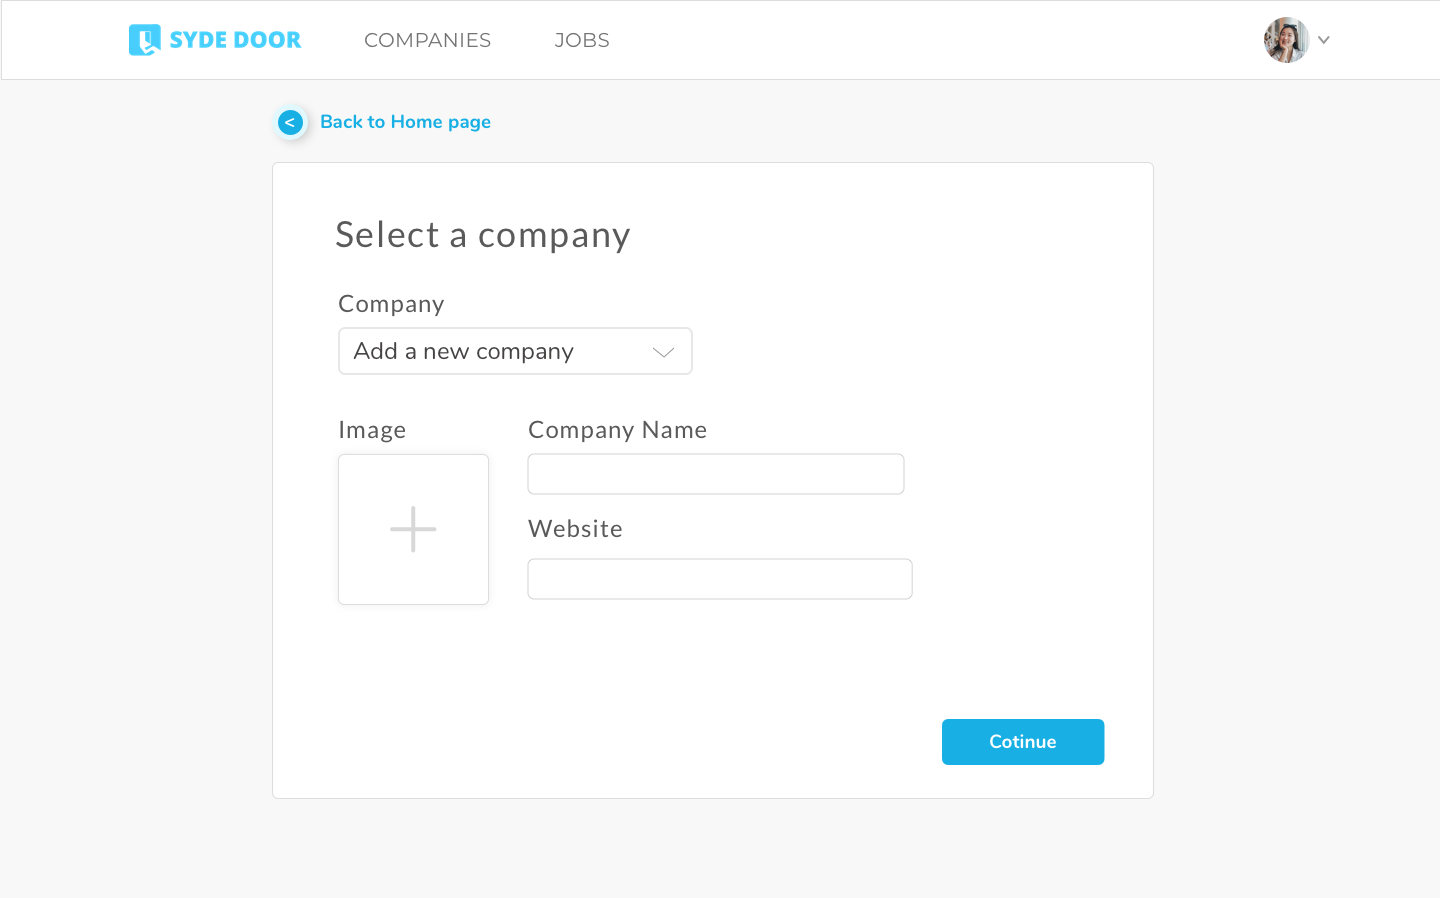 SYDE DOOR COMPANIES JOBS
< Back to Home page
Select a company
Company
Add a new company
Image Company Name
Website
Cotinue